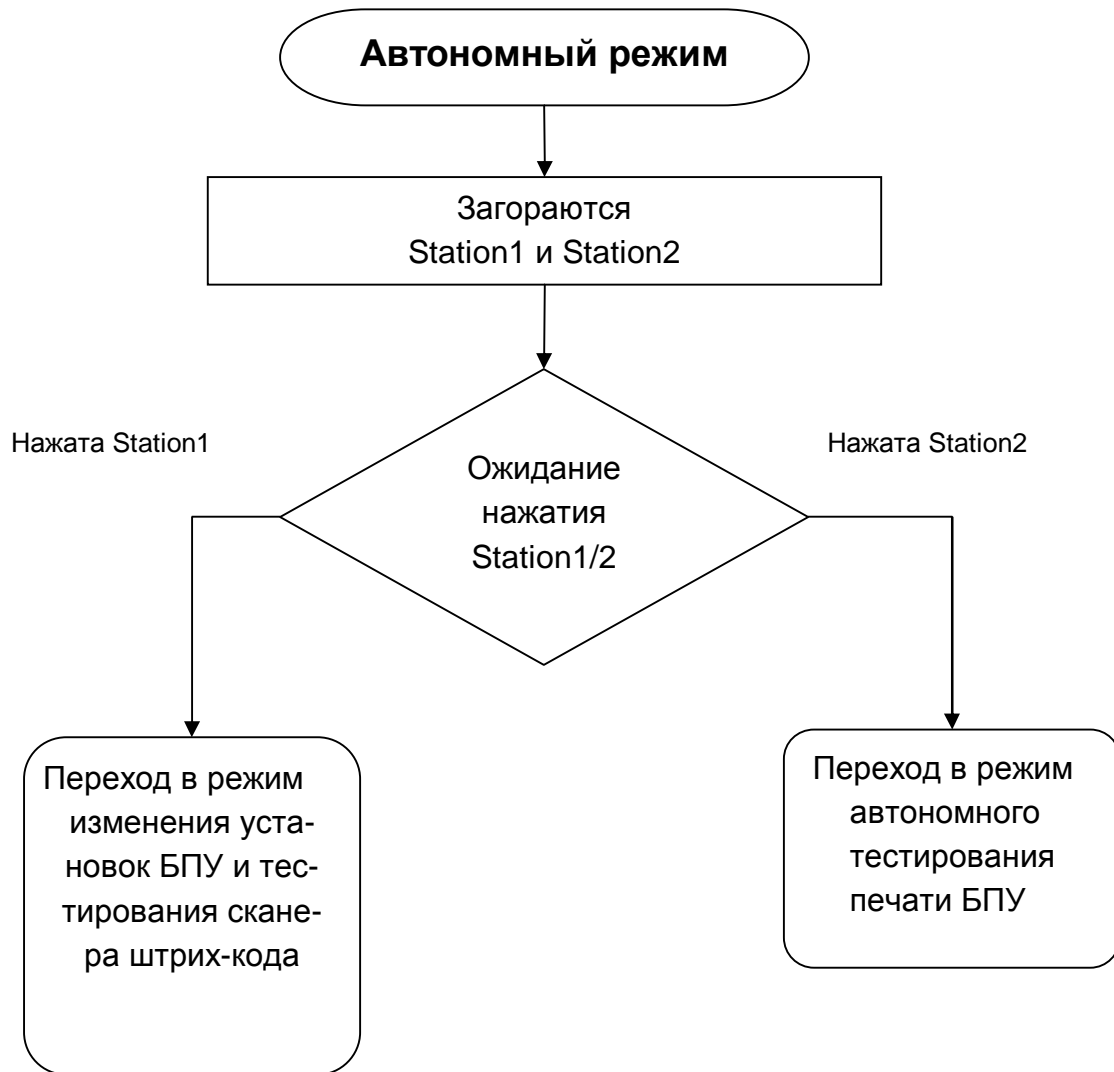 Автономный режим
Загораются
Station1 и Station2
Нажата Station1
Нажата Station2
Ожидание
нажатия
Station1/2
Переход в режим
изменения уста-
новок БПУ и тес-
тирования скане-
ра штрих-кода
Переход в режим
автономного
тестирования
печати БПУ